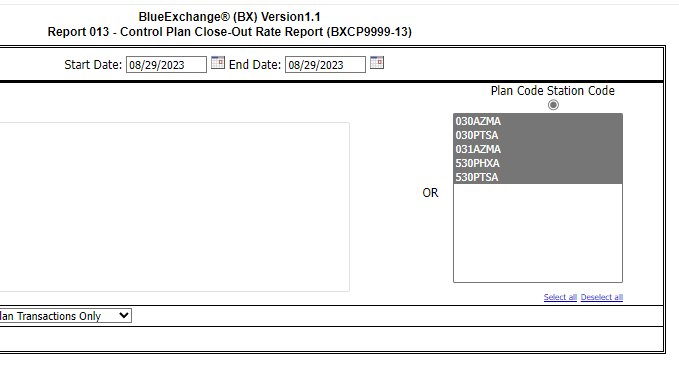 BlueExchange® (BX) Version1.1
Report 013 - Control Plan Close-Out Rate Report (BXCP9999-13)
Start Date: 08/29/2023 End Date: 08/29/2023
Plan Code Station Code
030AZMA
030PTSA
031AZMA
530PHXA
530PTSA
OR
Select all Deselect all
lan Transactions Only